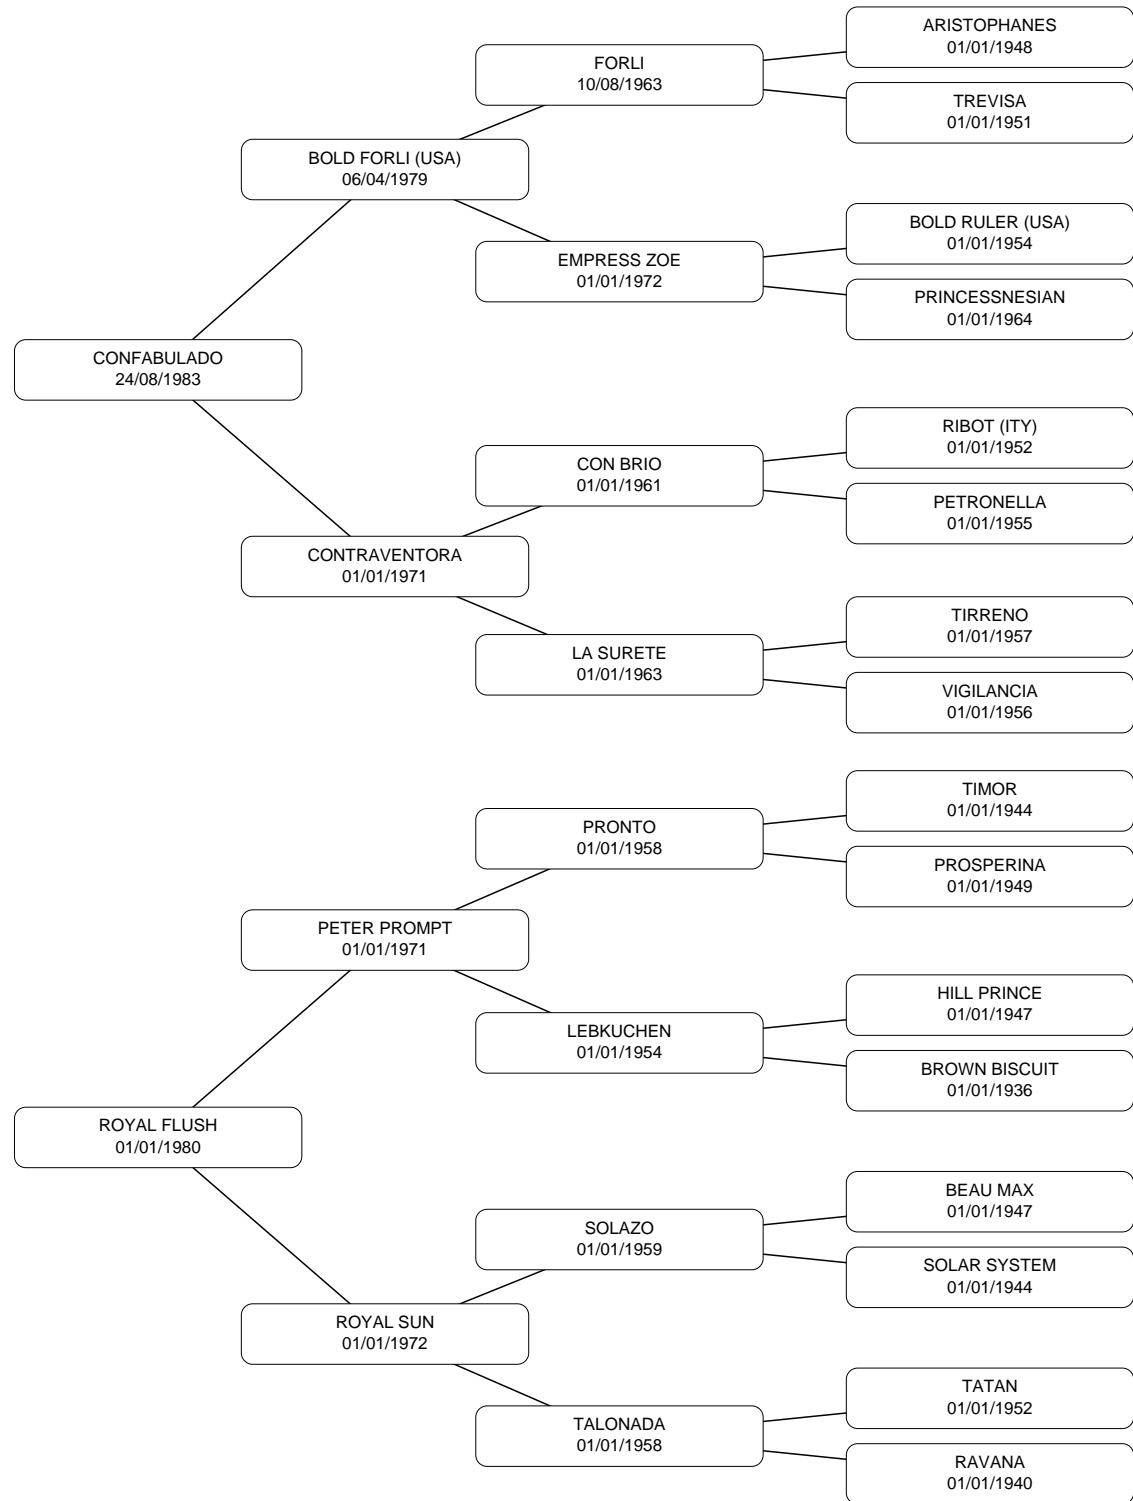 ARISTOPHANES
01/01/1948
FORLI
10/08/1963
TREVISA
01/01/1951
BOLD FORLI (USA)
06/04/1979
BOLD RULER (USA)
01/01/1954
EMPRESS ZOE
01/01/1972
PRINCESSNESIAN
01/01/1964
CONFABULADO
24/08/1983
RIBOT (ITY)
01/01/1952
CON BRIO
01/01/1961
PETRONELLA
01/01/1955
CONTRAVENTORA
01/01/1971
TIRRENO
01/01/1957
LA SURETE
01/01/1963
VIGILANCIA
01/01/1956
TIMOR
01/01/1944
PRONTO
01/01/1958
PROSPERINA
01/01/1949
PETER PROMPT
01/01/1971
HILL PRINCE
01/01/1947
LEBKUCHEN
01/01/1954
BROWN BISCUIT
01/01/1936
ROYAL FLUSH
01/01/1980
BEAU MAX
01/01/1947
SOLAZO
01/01/1959
SOLAR SYSTEM
01/01/1944
ROYAL SUN
01/01/1972
TATAN
01/01/1952
TALONADA
01/01/1958
RAVANA
01/01/1940